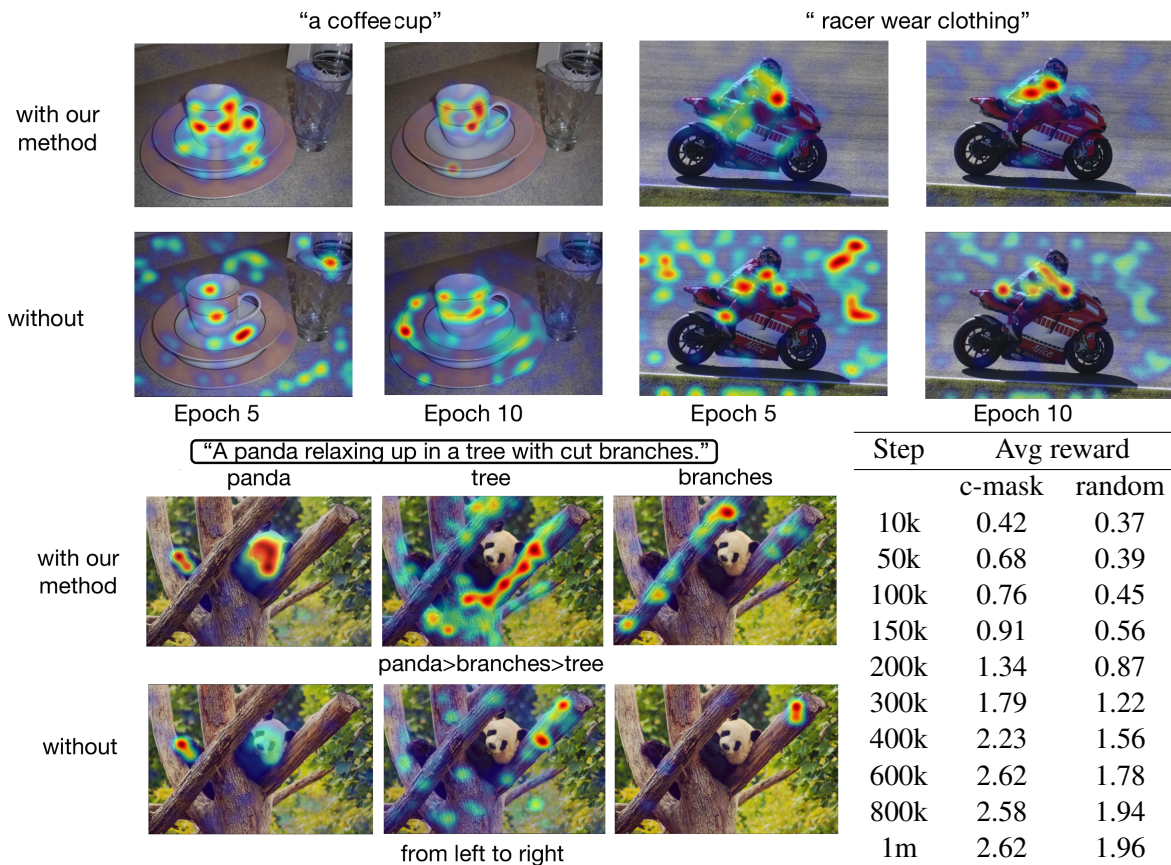 “a coffee cup”
“ racer wear clothing”
with our
method
without
Epoch 5
Epoch 10
Epoch 5
Epoch 10
“A panda relaxing up in a tree with cut branches.”
panda
tree
branches
with our
method
panda>branches>tree
without
from left to right
Step Avg reward
c-mask random
10k 0.42 0.37
50k 0.68 0.39
100k 0.76 0.45
150k 0.91 0.56
200k 1.34 0.87
300k 1.79 1.22
400k 2.23 1.56
600k 2.62 1.78
800k 2.58 1.94
1m 2.62 1.96